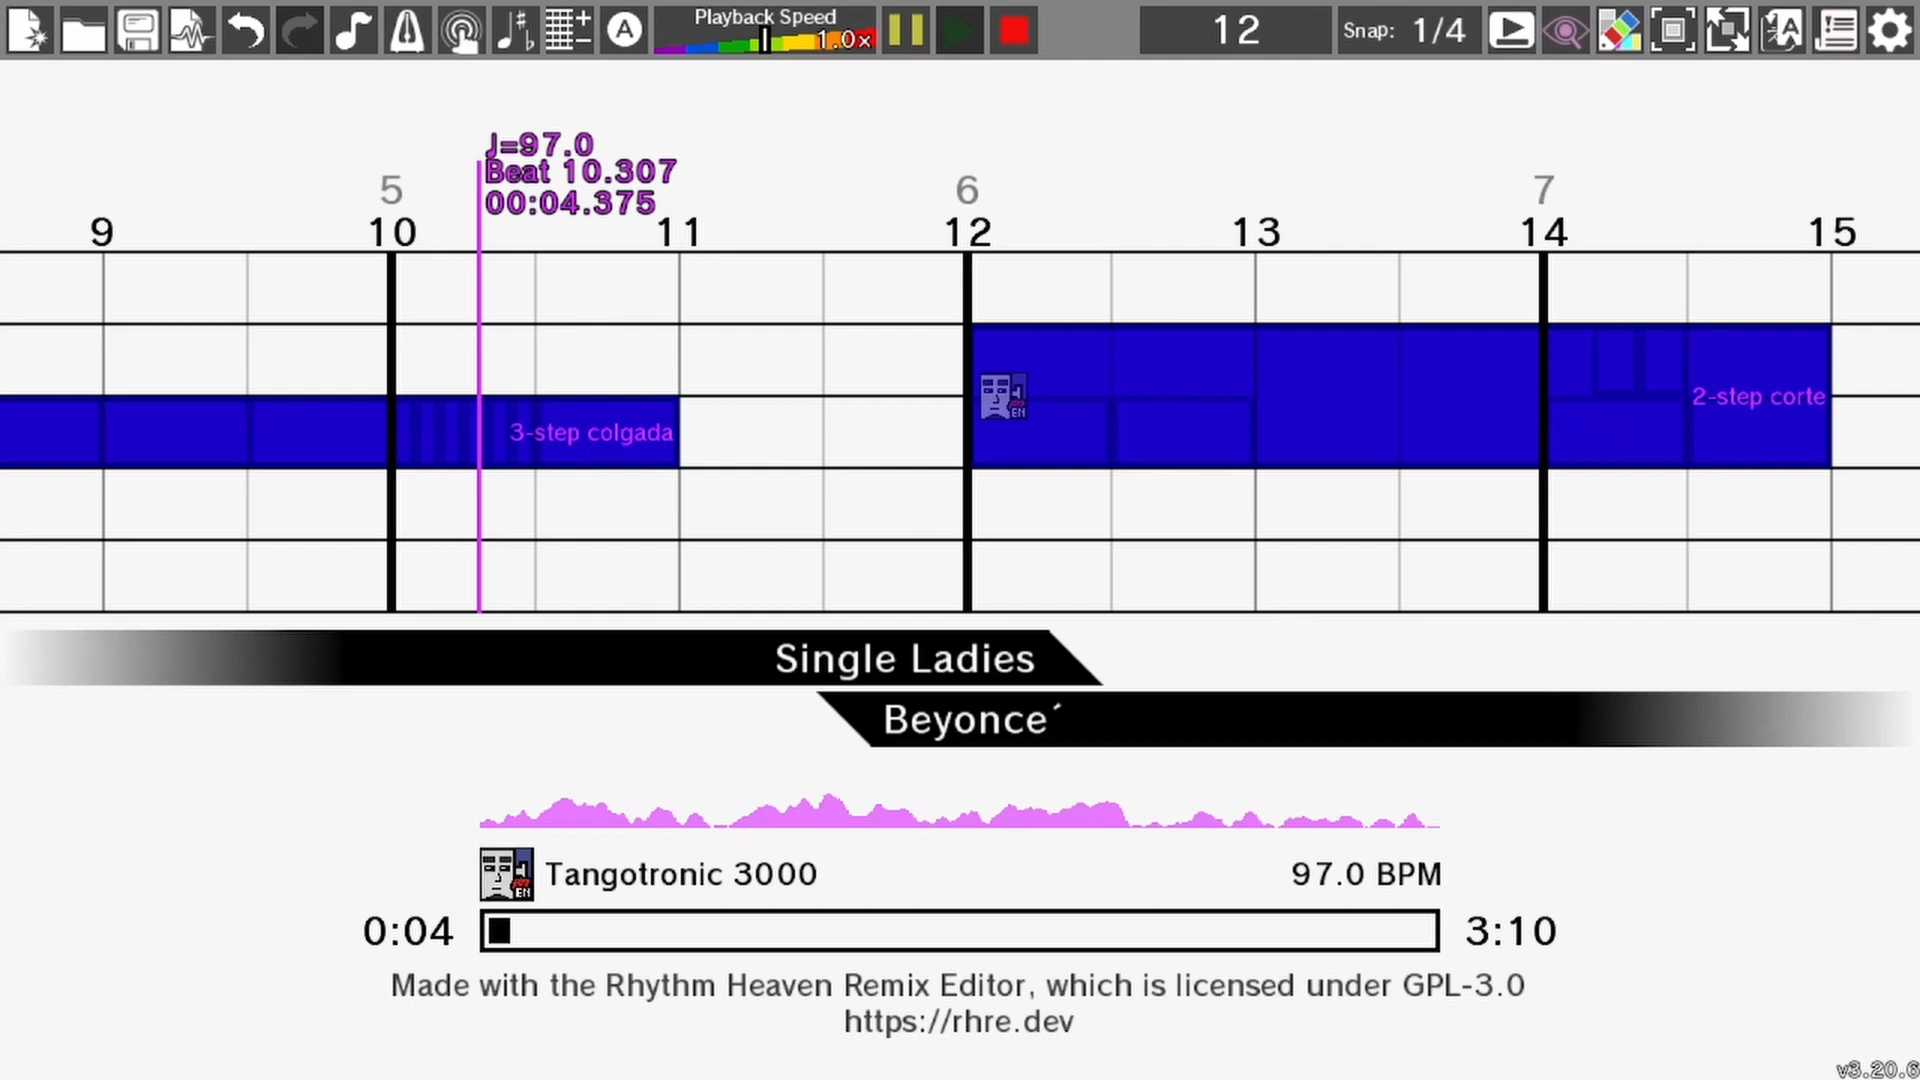 Playback Speed
1.0x
12
Snap: 1/4
A
A
♩=97.0
Beat 10.307
00:04.375
5 6 7
9 10 11 12 13 14 15
EN
3-step colgada
2-step corte
Single Ladies
Beyonce´
EN
Tangotronic 3000
97.0 BPM
0:04
3:10
Made with the Rhythm Heaven Remix Editor, which is licensed under GPL-3.0
https://rhre.dev
v3.20.6